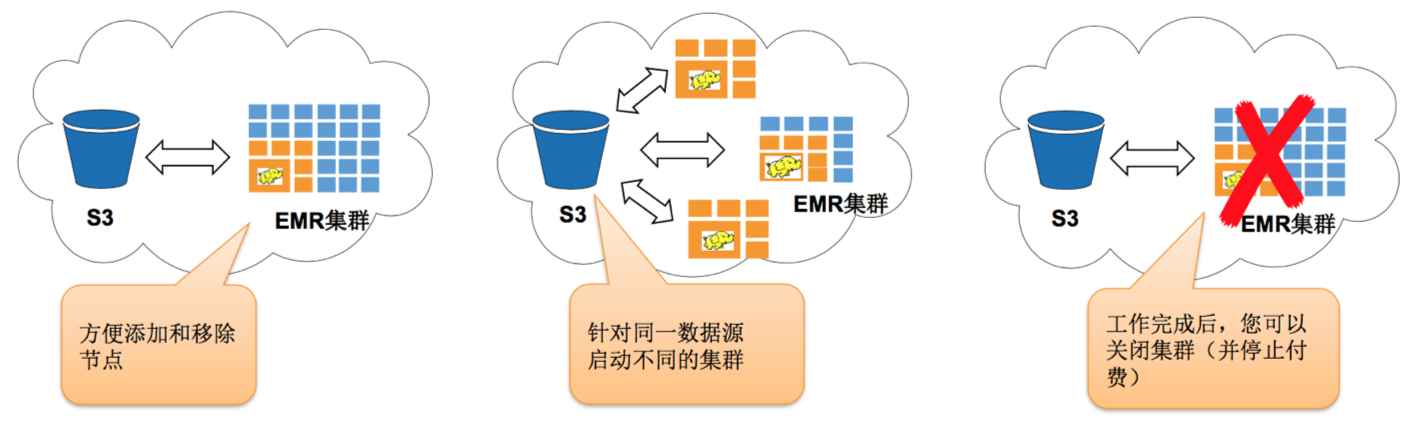 S3
EMR集群
方便添加和移除
节点
S3
EMR集群
针对同一数据源
启动不同的集群
S3
EMR集群
工作完成后，您可以
关闭集群（并停止付
费）